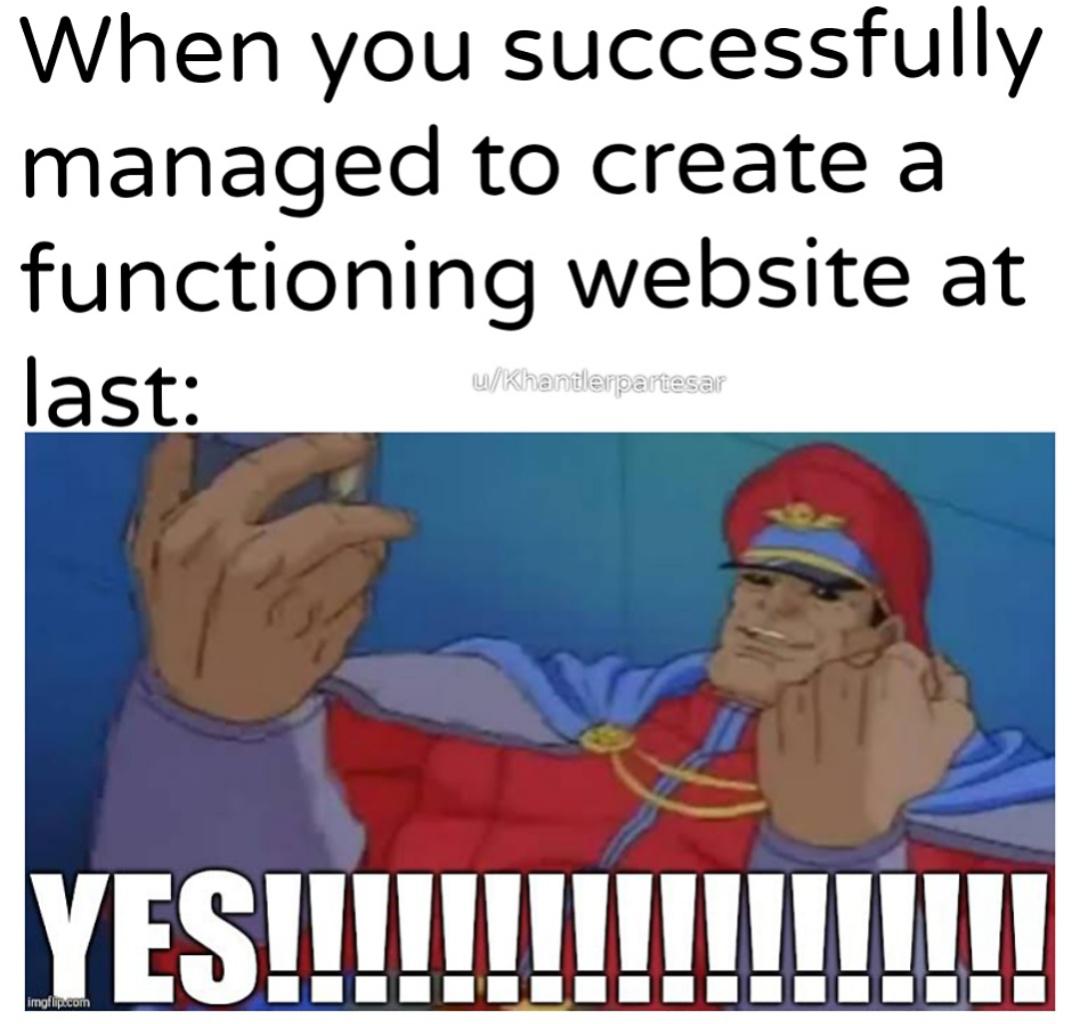 When you successfully
managed to create a
functioning website at
last:
u/Khantlerpartesar
YES!!!!!!!!!!!!!!!!!!
imgflip.com